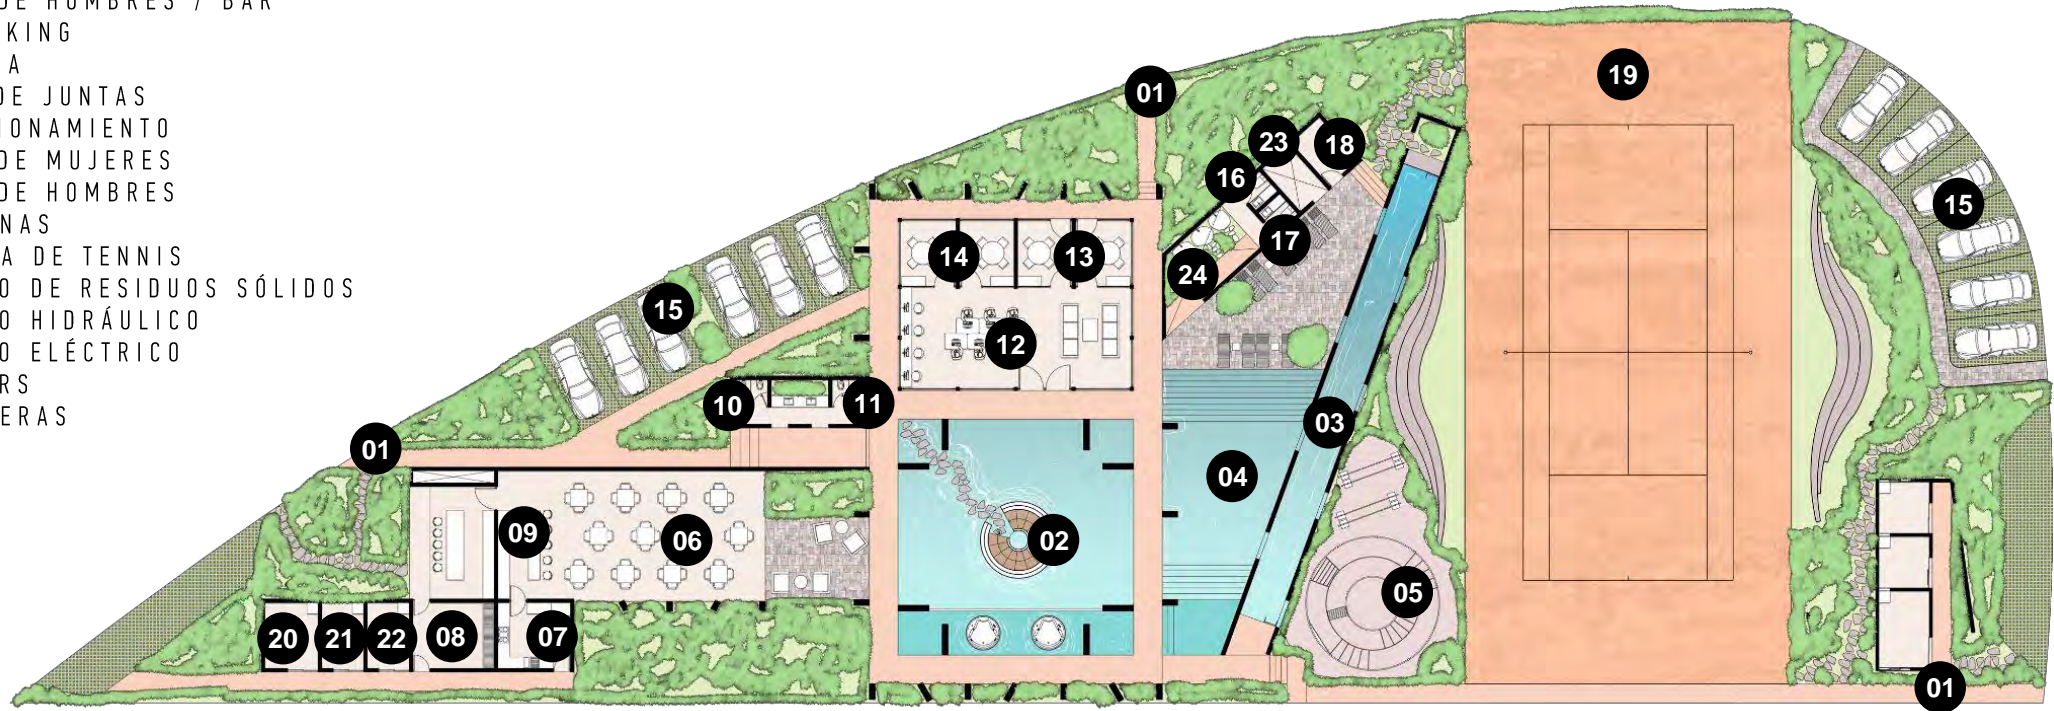 DE HOMBRES / BAR
KING
A
DE JUNTAS
IONAMIENTO
DE MUJERES
DE HOMBRES
NAS
A DE TENNIS
O DE RESIDUOS SÓLIDOS
O HIDRÁULICO
O ELÉCTRICO
RS
ERAS
01
19
23
18
16
15
17
14
13
24
15
12
10
11
03
01
04
09
06
02
05
20
21
22
08
07
01